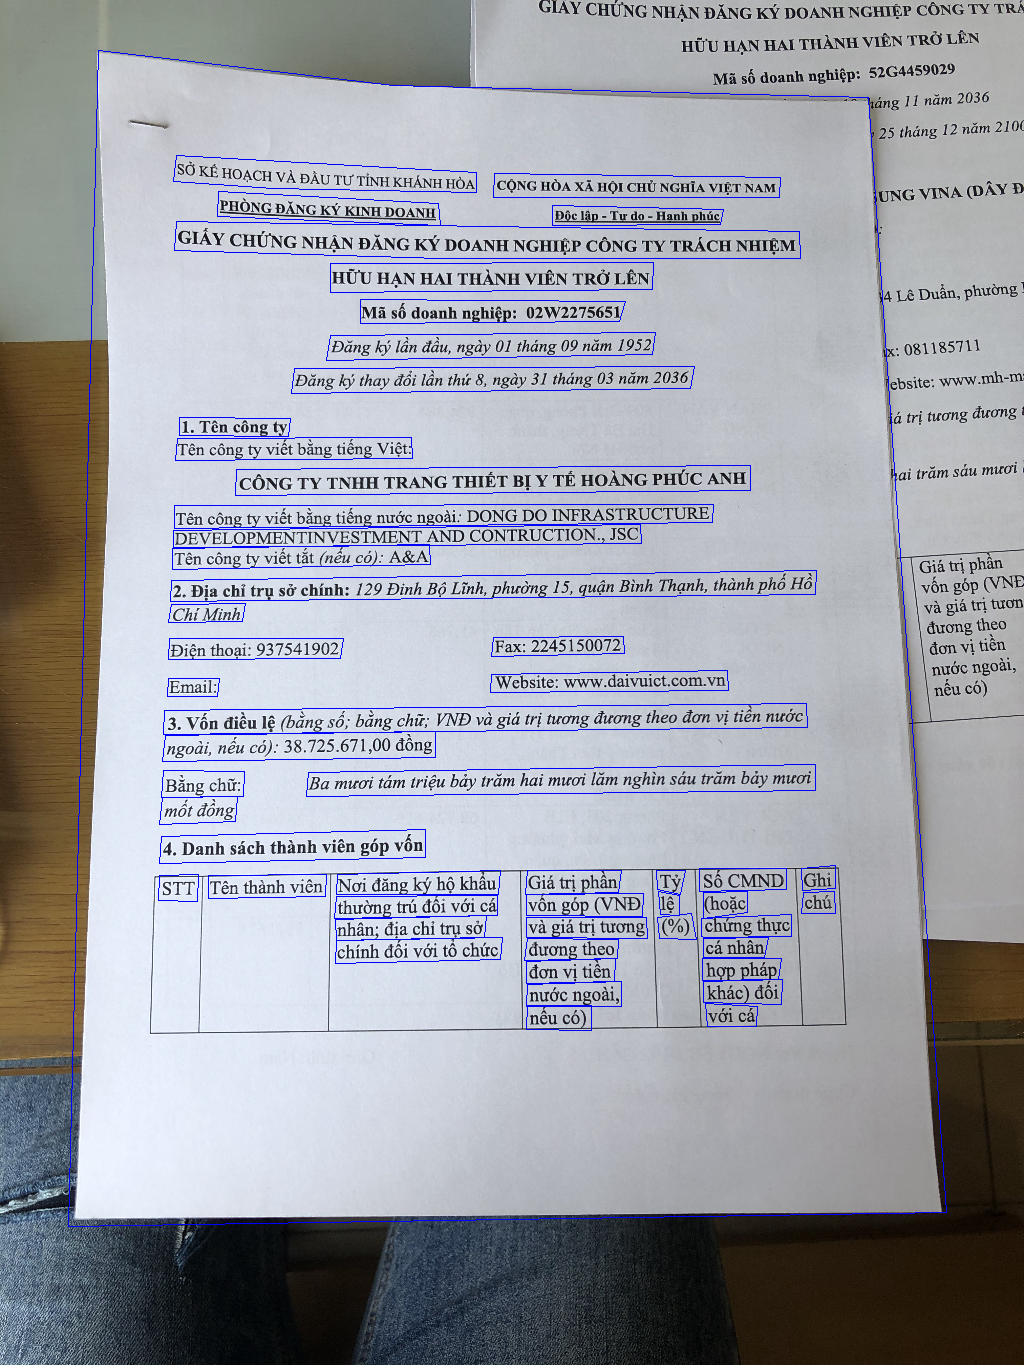 SỞ KẾ HOẠCH VÀ ĐẦU TƯ TỈNH KHÁNH HÒA
CỘNG HÒA XÃ HỘI CHỦ NGHĨA VIỆT NAM
PHÒNG ĐĂNG KÝ KINH DOANH
Độc lập - Tự do - Hạnh phúc
GIẤY CHỨNG NHẬN ĐĂNG KÝ DOANH NGHIỆP CÔNG TY TRÁCH NHIỆM
HỮU HẠN HAI THÀNH VIÊN TRỞ LÊN
Mã số doanh nghiệp: 02W2275651
Đăng ký lần đầu, ngày 01 tháng 09 năm 1952
Đăng ký thay đổi lần thứ 8, ngày 31 tháng 03 năm 2036
1. Tên công ty
Tên công ty viết bằng tiếng Việt:
CÔNG TY TNHH TRANG THIẾT BỊ Y TẾ HOÀNG PHÚC ANH
Tên công ty viết bằng tiếng nước ngoài: DONG DO INFRASTRUCTURE
DEVELOPMENTINVESTMENT AND CONTRUCTION., JSC
Tên công ty viết tắt (nếu có): A&A
2. Địa chỉ trụ sở chính: 129 Đinh Bộ Lĩnh, phường 15, quận Bình Thạnh, thành phố Hồ
Chí Minh
Điện thoại: 937541902
Fax: 2245150072
Email:
Website: www.daivuict.com.vn
3. Vốn điều lệ (bằng số; bằng chữ; VNĐ và giá trị tương đương theo đơn vị tiền nước
ngoài, nếu có): 38.725.671,00 đồng
Bằng chữ: Ba mươi tám triệu bảy trăm hai mươi lăm nghìn sáu trăm bảy mươi
mốt đồng
4. Danh sách thành viên góp vốn
STT
Tên thành viên
Nơi đăng ký hộ khẩu
thường trú đối với cá
nhân; địa chỉ trụ sở
chính đối với tổ chức
Giá trị phần
vốn góp (VNĐ
và giá trị tương
đương theo
đơn vị tiền
nước ngoài,
nếu có)
Tỷ
lệ
(%)
Số CMND
(hoặc
chứng thực
cá nhân
hợp pháp
khác) đối
với cá
Ghi
chú
GIẤY CHỨNG NHẬN ĐĂNG KÝ DOANH NGHIỆP CÔNG TY
HỮU HẠN HAI THÀNH VIÊN TRỞ LÊN
Mã số doanh nghiệp: 52G4459029
tháng 11 năm 2036
25 tháng 12 năm 2100
VINA (DÂY
4 Lê Duẩn, phường
081185711
www.mh-m
trị tương đương
hai trăm sáu mươi
Giá trị phần
vốn góp (VNĐ
và giá trị
đương theo
đơn vị tiền
nước ngoài,
nếu có)